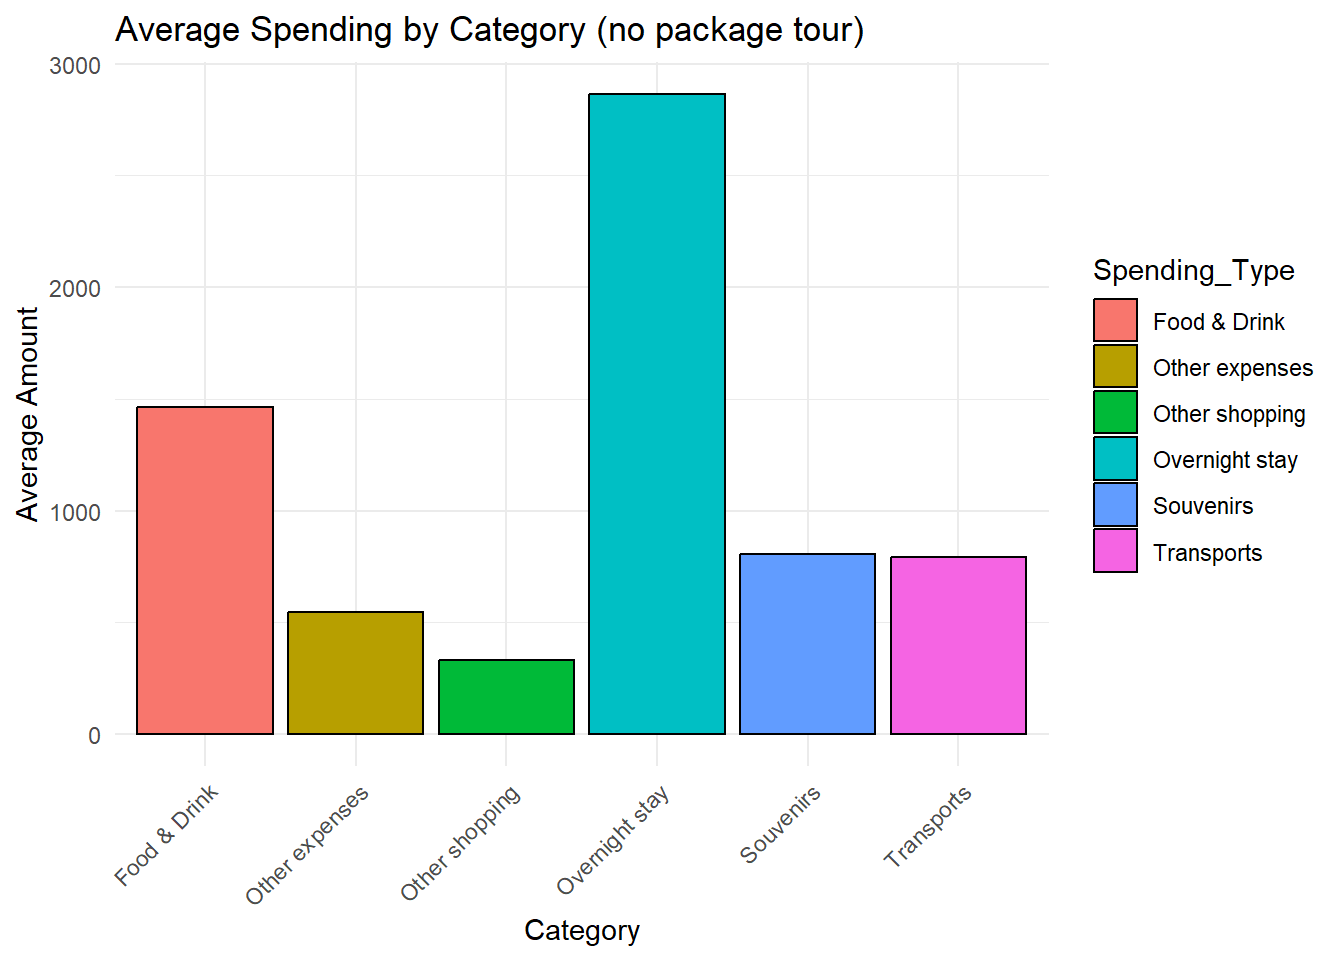 Average Spending by Category (no package tour)
3000
2000
1000
0
Average Amount
Food & Drink
Other expenses
Other shopping
Overnight stay
Souvenirs
Transports
Category
Spending_Type
Food & Drink
Other expenses
Other shopping
Overnight stay
Souvenirs
Transports